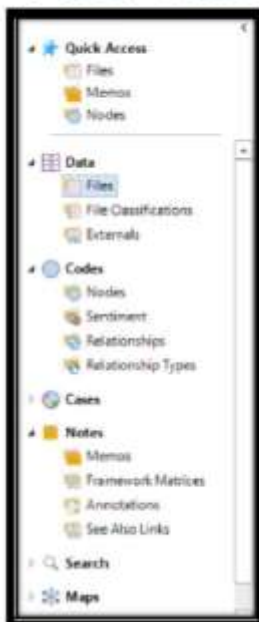 Quick Access
Files
Memos
Nodes
Data
Files
File Classifications
Externals
Codes
Nodes
Sentiment
Relationships
Relationship Types
Cases
Notes
Memos
Framework Matrices
Annotations
See Also Links
Search
Maps